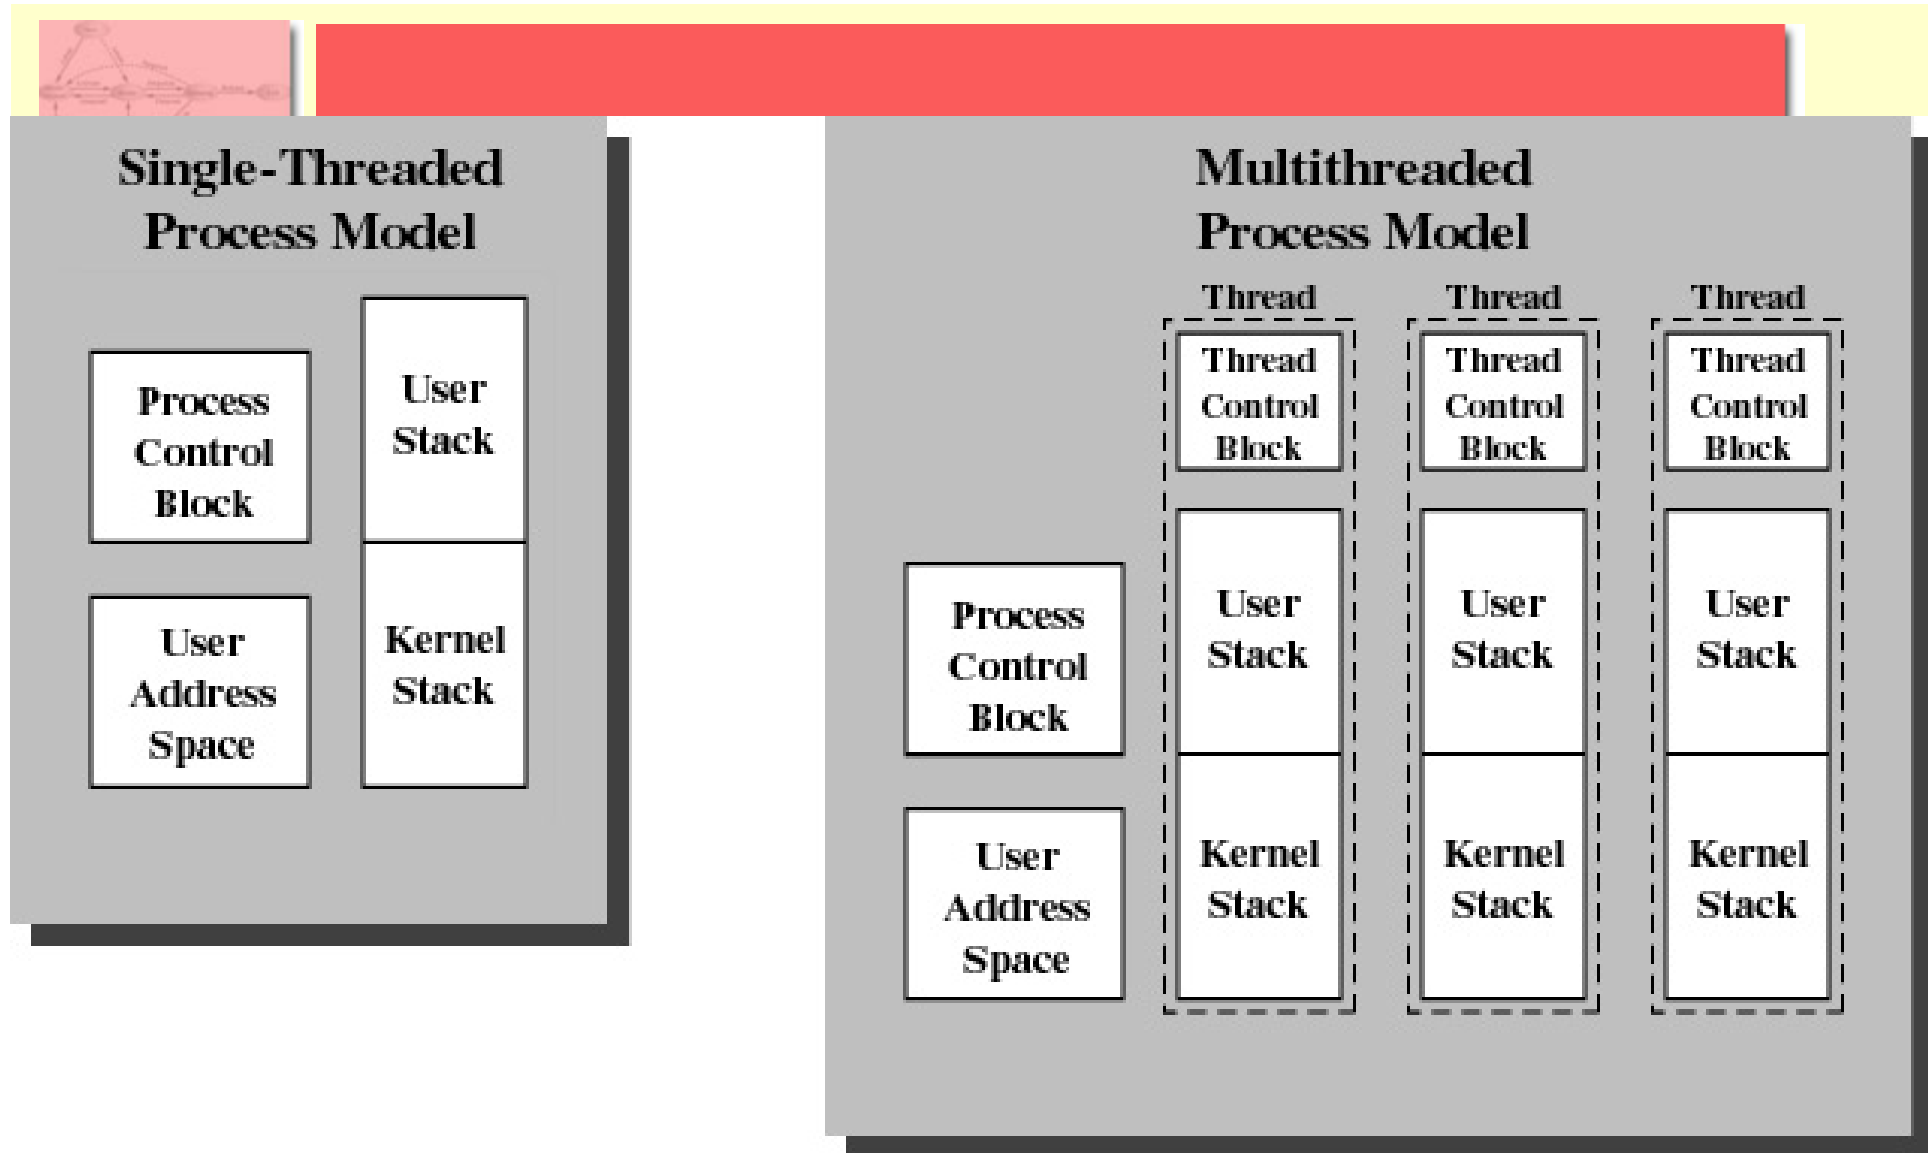 Single-Threaded
Process Model
Process
Control
Block
User
Stack
User
Address
Space
Kernel
Stack
Multithreaded
Process Model
Thread
Thread
Control
Block
User
Stack
Kernel
Stack
Thread
Thread
Control
Block
User
Stack
Kernel
Stack
Thread
Thread
Control
Block
User
Stack
Kernel
Stack
Process
Control
Block
User
Address
Space